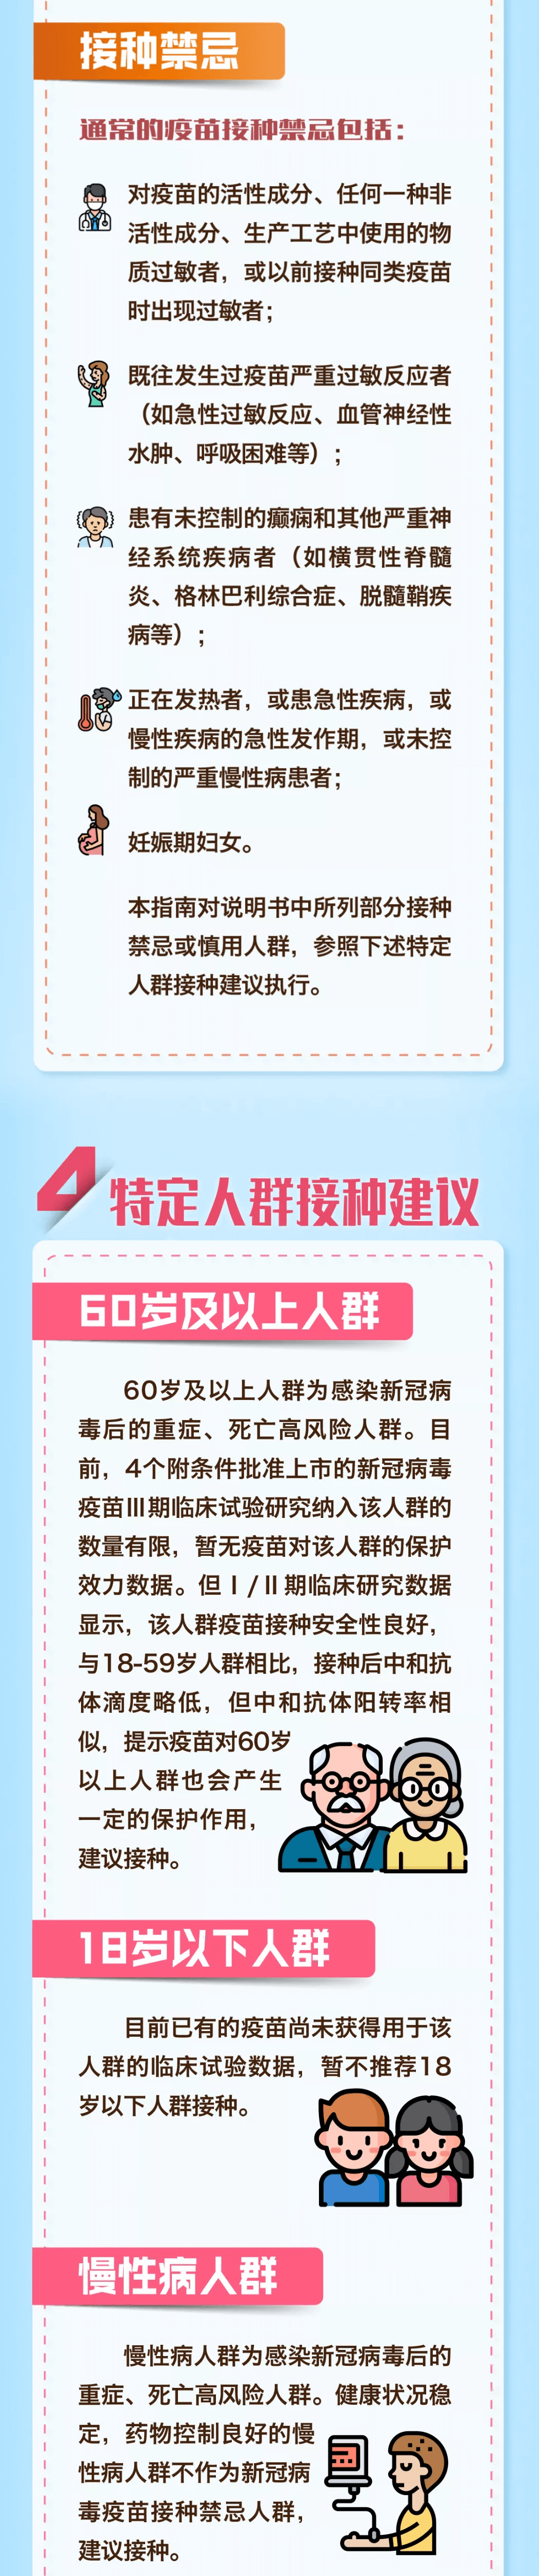 接种禁忌
通常的疫苗接种禁忌包括：
对疫苗的活性成分、任何一种非
活性成分、生产工艺中使用的物
质过敏者，或以前接种同类疫苗
时出现过敏者；
既往发生过疫苗严重过敏反应者
（如急性过敏反应、血管神经性
水肿、呼吸困难等）；
患有未控制的癫痫和其他严重神
经系统疾病者（如横贯性脊髓
炎、格林巴利综合症、脱髓鞘疾
病等）；
正在发热者，或患急性疾病，或
慢性疾病的急性发作期，或未控
制的严重慢性病患者；
妊娠期妇女。
本指南对说明书中所列部分接种
禁忌或慎用人群，参照下述特定
人群接种建议执行。
4 特定人群接种建议
60岁及以上人群
60岁及以上人群为感染新冠病
毒后的重症、死亡高风险人群。目
前，4个附条件批准上市的新冠病毒
疫苗Ⅲ期临床试验研究纳入该人群的
数量有限，暂无疫苗对该人群的保护
效力数据。但Ⅰ/Ⅱ期临床研究数据
显示，该人群疫苗接种安全性良好，
与18-59岁人群相比，接种后中和抗
体滴度略低，但中和抗体阳转率相
似，提示疫苗对60岁
以上人群也会产生
一定的保护作用，
建议接种。
18岁以下人群
目前已有的疫苗尚未获得用于该
人群的临床试验数据，暂不推荐18
岁以下人群接种。
慢性病人群
慢性病人群为感染新冠病毒后的
重症、死亡高风险人群。健康状况稳
定，药物控制良好的慢
性病人群不作为新冠病
毒疫苗接种禁忌人群，
建议接种。